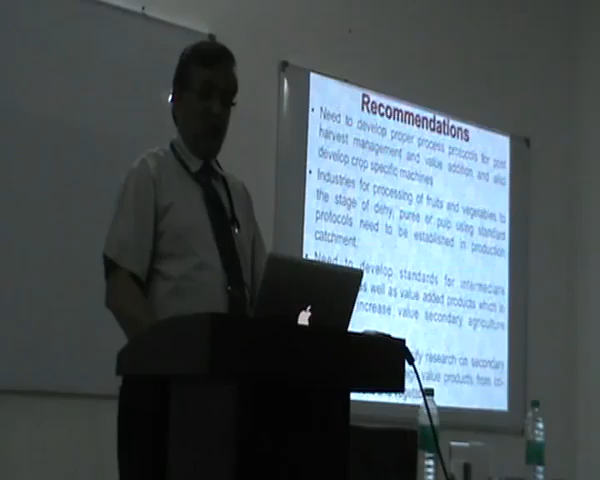 Recommendations
• Need to develop proper process protocols for post
harvest management and value addition and also
develop crop specific machines
• Industries for processing of fruits and vegetables to
the stage of dehy, puree or pulp using standard
protocols need to be established in production
catchment.
Need to develop standards for intermediary
as well as value added products which in
increase value secondary agriculture
research on secondary
value products from co-